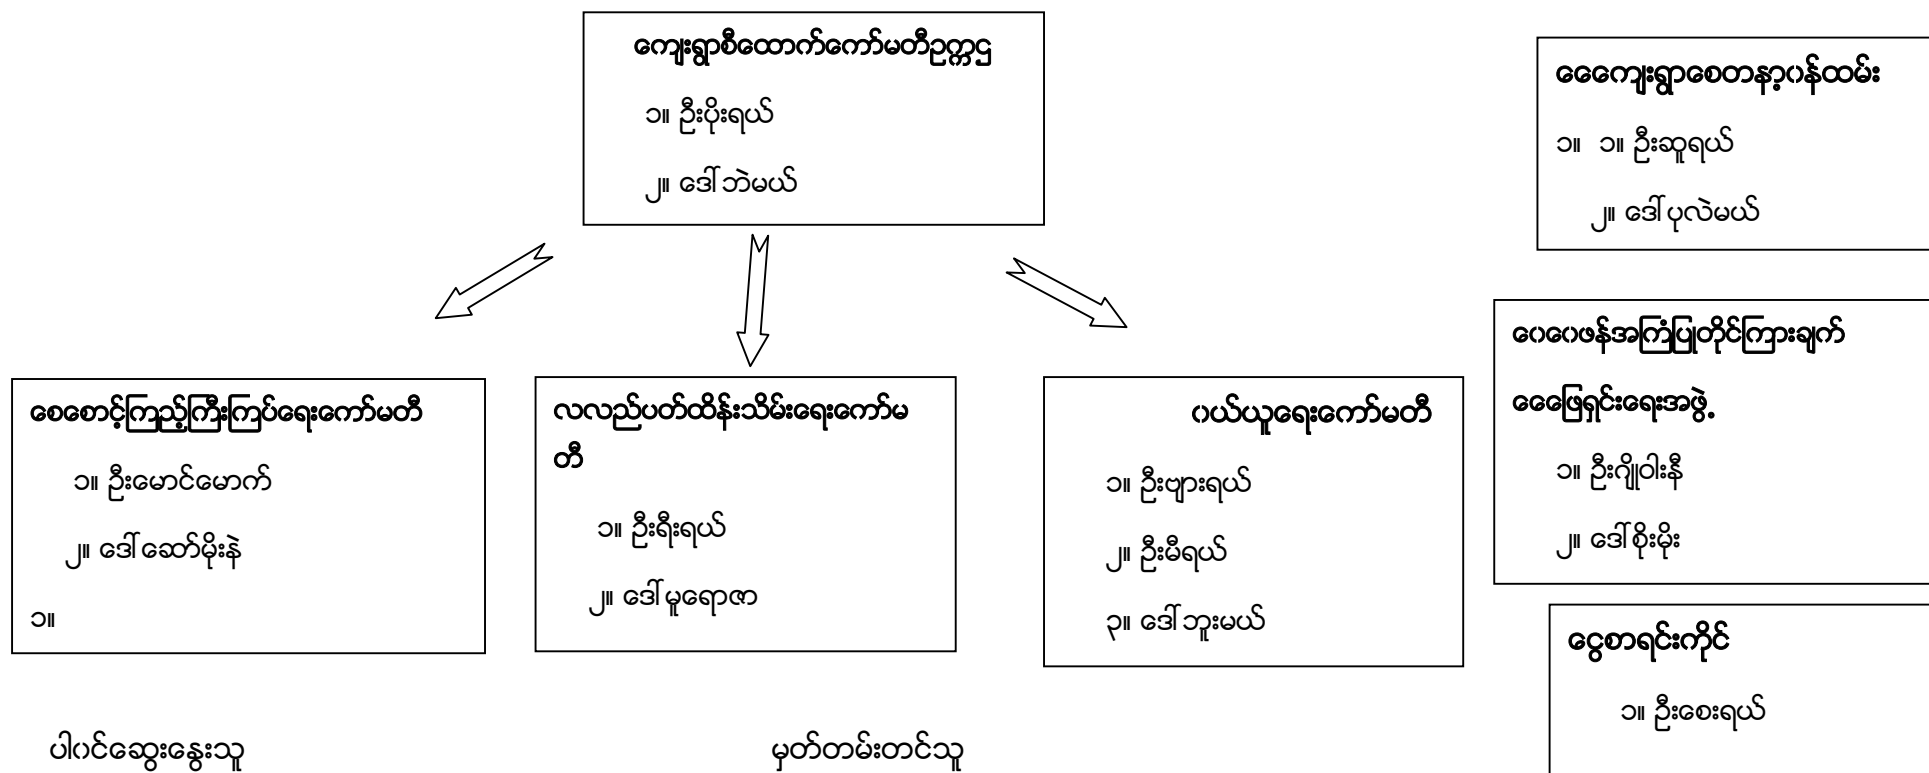 ကျေးရွာစီထောက်ကော်မတီဥက္ကဌ
၁။ ဦးပိုးရယ်
၂။ ဒေါ်ဘဲမယ်
ေကျေးရွာစေတနာ့ဝန်ထမ်း
၁။ ၁။ ဦးဆူရယ်
၂။ ဒေါ်ပုလဲမယ်
စေစောင့်ကြည့်ကြီးကြပ်ရေးကော်မတီ
၁။ ဦးမောင်မောက်
၂။ ဒေါ်ဆော်မိုးနဲ
၁။
လလည်ပတ်ထိန်းသိမ်းရေးကော်မ
တီ
၁။ ဦးရီးရယ်
၂။ ဒေါ်မူရောဇာ
ဝယ်ယူရေးကော်မတီ
၁။ ဦးဗျားရယ်
၂။ ဦးမီရယ်
၃။ ဒေါ်ဘူးမယ်
ဝေဝေဖန်အကြံပြုတိုင်ကြားချက်
ေဖြေရှင်းရေးအဖွဲ့
၁။ ဦးဂျိုဝါးနီ
၂။ ဒေါ်စိုးမိုး
ငွေစာရင်းကိုင်
၁။ ဦးစေးရယ်
ပါဝင်ဆွေးနွေးသူ
မှတ်တမ်းတင်သူ